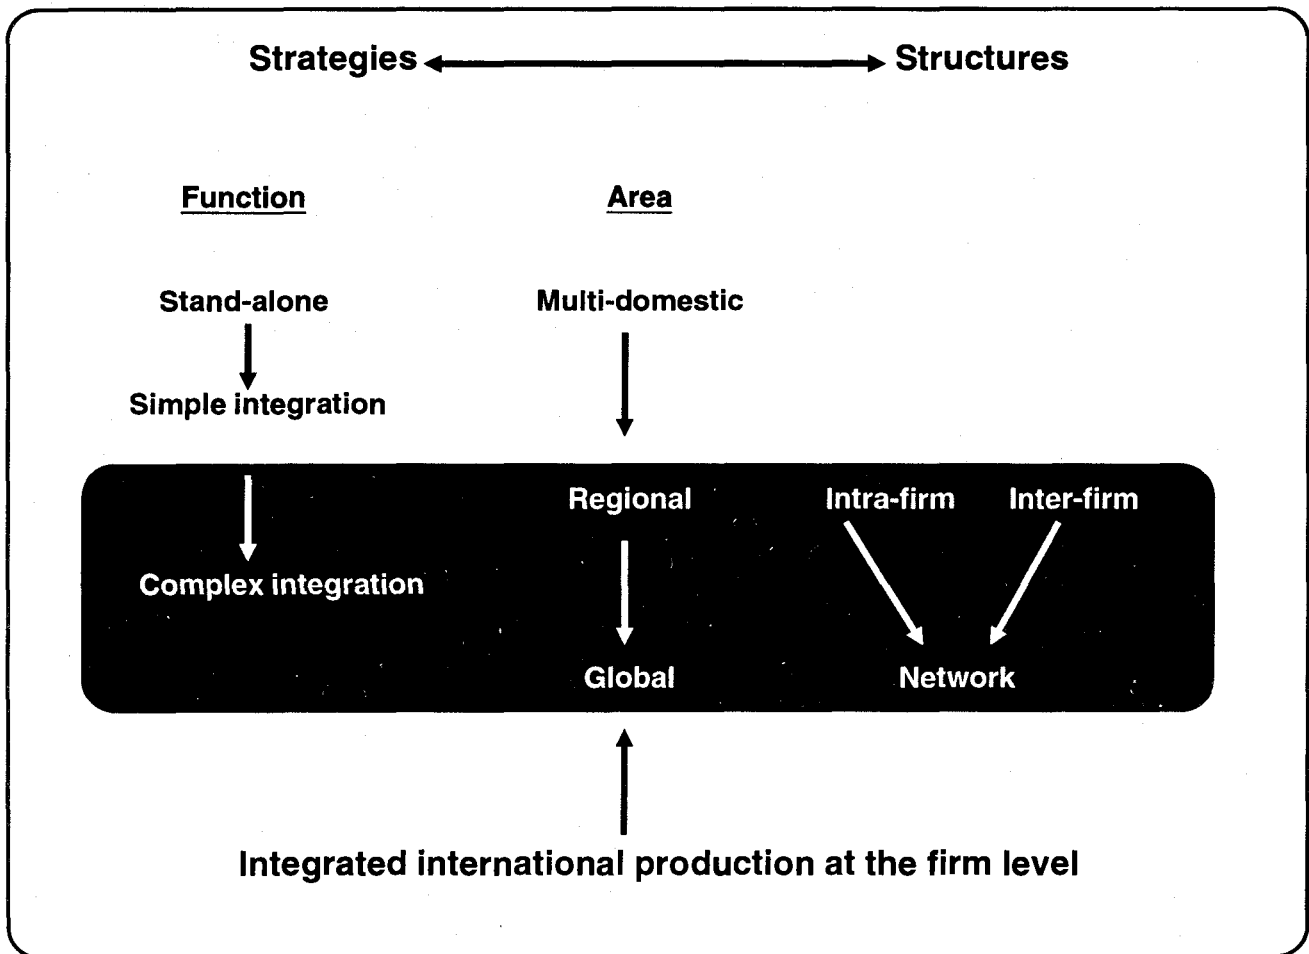 Strategies Structures
Function Area
Stand-alone Multi-domestic
Simple integration
Regional Intra-firm Inter-firm
Complex integration
Global Network
Integrated international production at the firm level